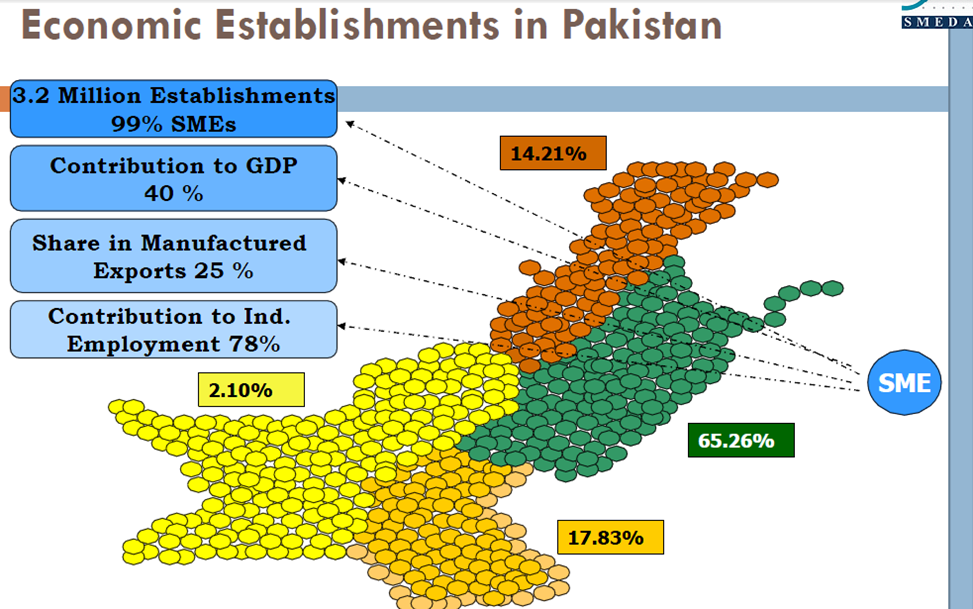 Economic Establishments in Pakistan
SMEDA
3.2 Million Establishments
99% SMEs
14.21%
Contribution to GDP
40 %
Share in Manufactured
Exports 25 %
Contribution to Ind.
Employment 78%
2.10%
SME
65.26%
17.83%